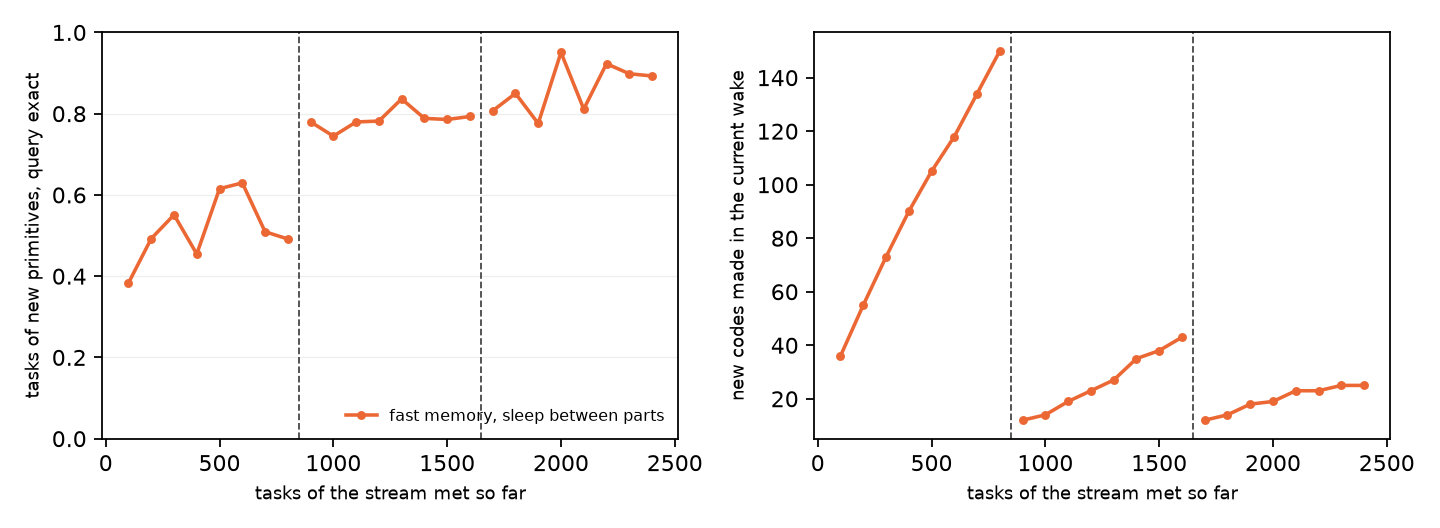 tasks of new primitives, query exact
1.0
0.8
0.6
0.4
0.2
0.0
fast memory, sleep between parts
0 500 1000 1500 2000 2500
tasks of the stream met so far
new codes made in the current wake
140
120
100
80
60
40
20
0 500 1000 1500 2000 2500
tasks of the stream met so far